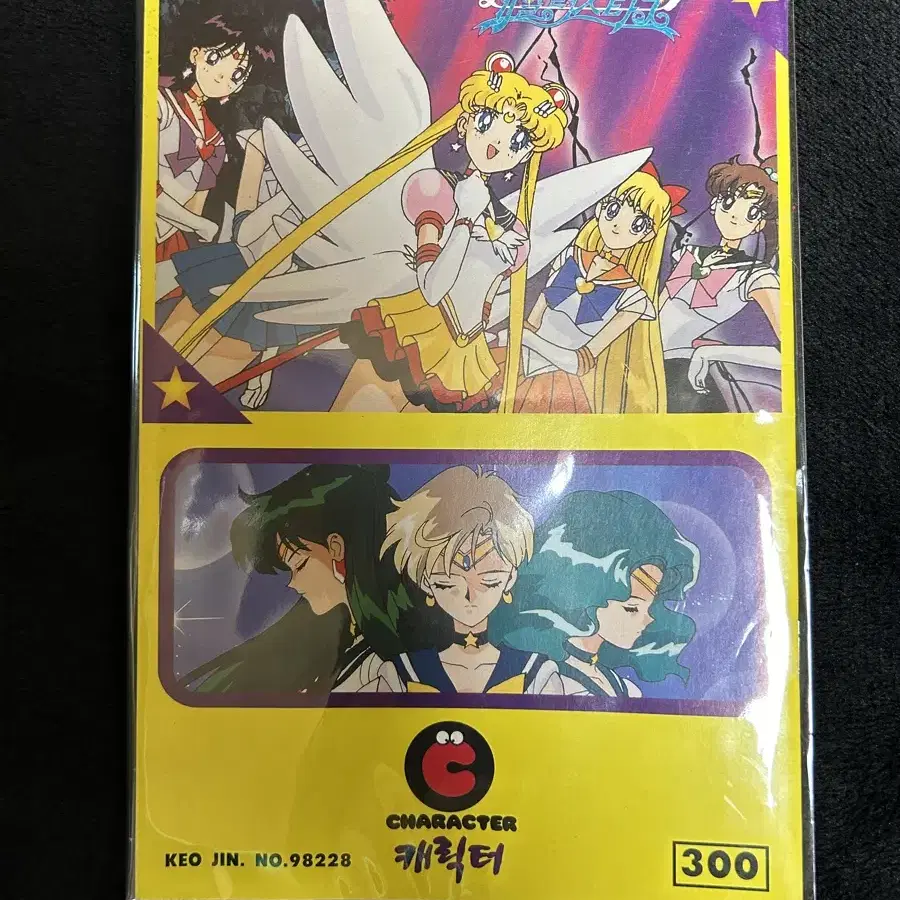 CHARACTER
캐릭터
KEO JIN. NO.98228
300